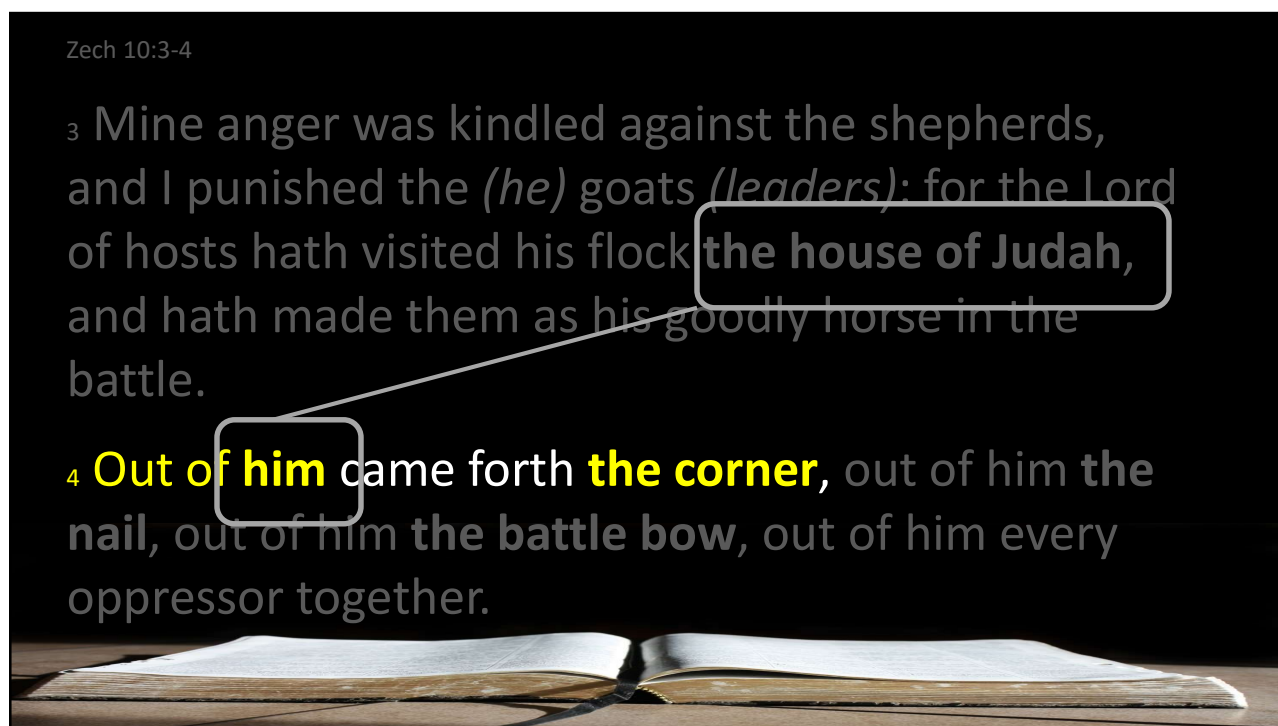 Zech 10:3-4
3 Mine anger was kindled against the shepherds,
and I punished the (he) goats (leaders): for the Lord
of hosts hath visited his flock the house of Judah,
and hath made them as his goodly horse in the
battle.
4 Out of him came forth the corner, out of him the
nail, out of him the battle bow, out of him every
oppressor together.